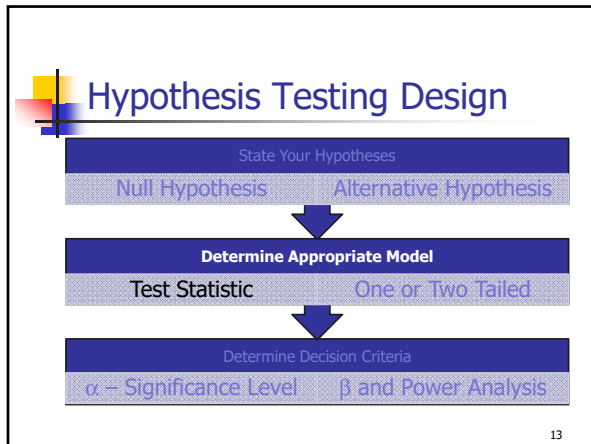 Hypothesis Testing Design
State Your Hypotheses
Null Hypothesis Alternative Hypothesis
Determine Appropriate Model
Test Statistic One or Two Tailed
Determine Decision Criteria
α – Significance Level β and Power Analysis
13